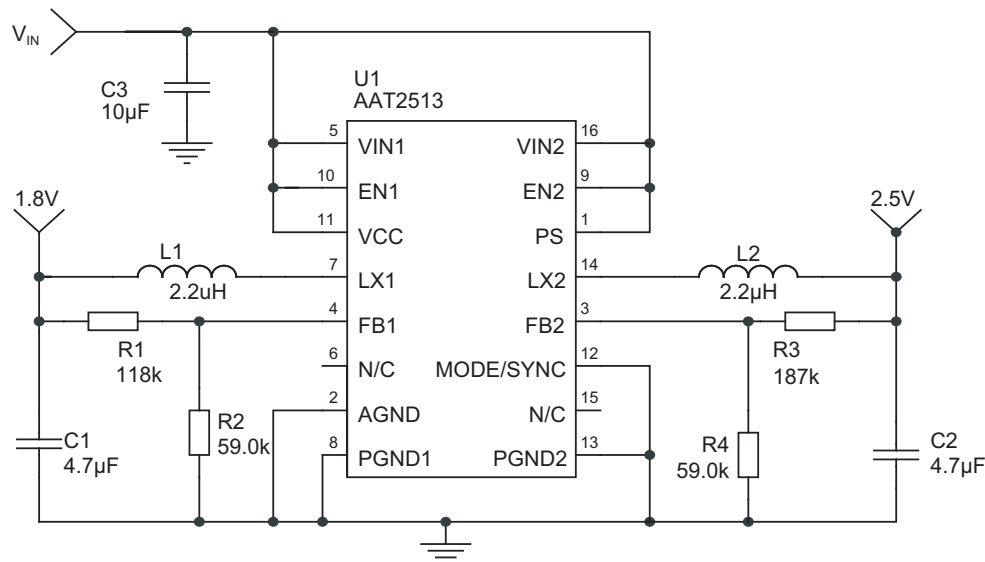 VIN
C3
10µF
U1
AAT2513
5
VIN1
VIN2
16
10
EN1
EN2
9
11
VCC
PS
1
1.8V
2.5V
L1
2.2uH
7
LX1
LX2
14
L2
2.2µH
R1
118k
4
FB1
FB2
3
R3
187k
6
N/C
MODE/SYNC
12
R2
59.0k
2
AGND
N/C
15
C1
4.7µF
8
PGND1
PGND2
13
R4
59.0k
C2
4.7µF